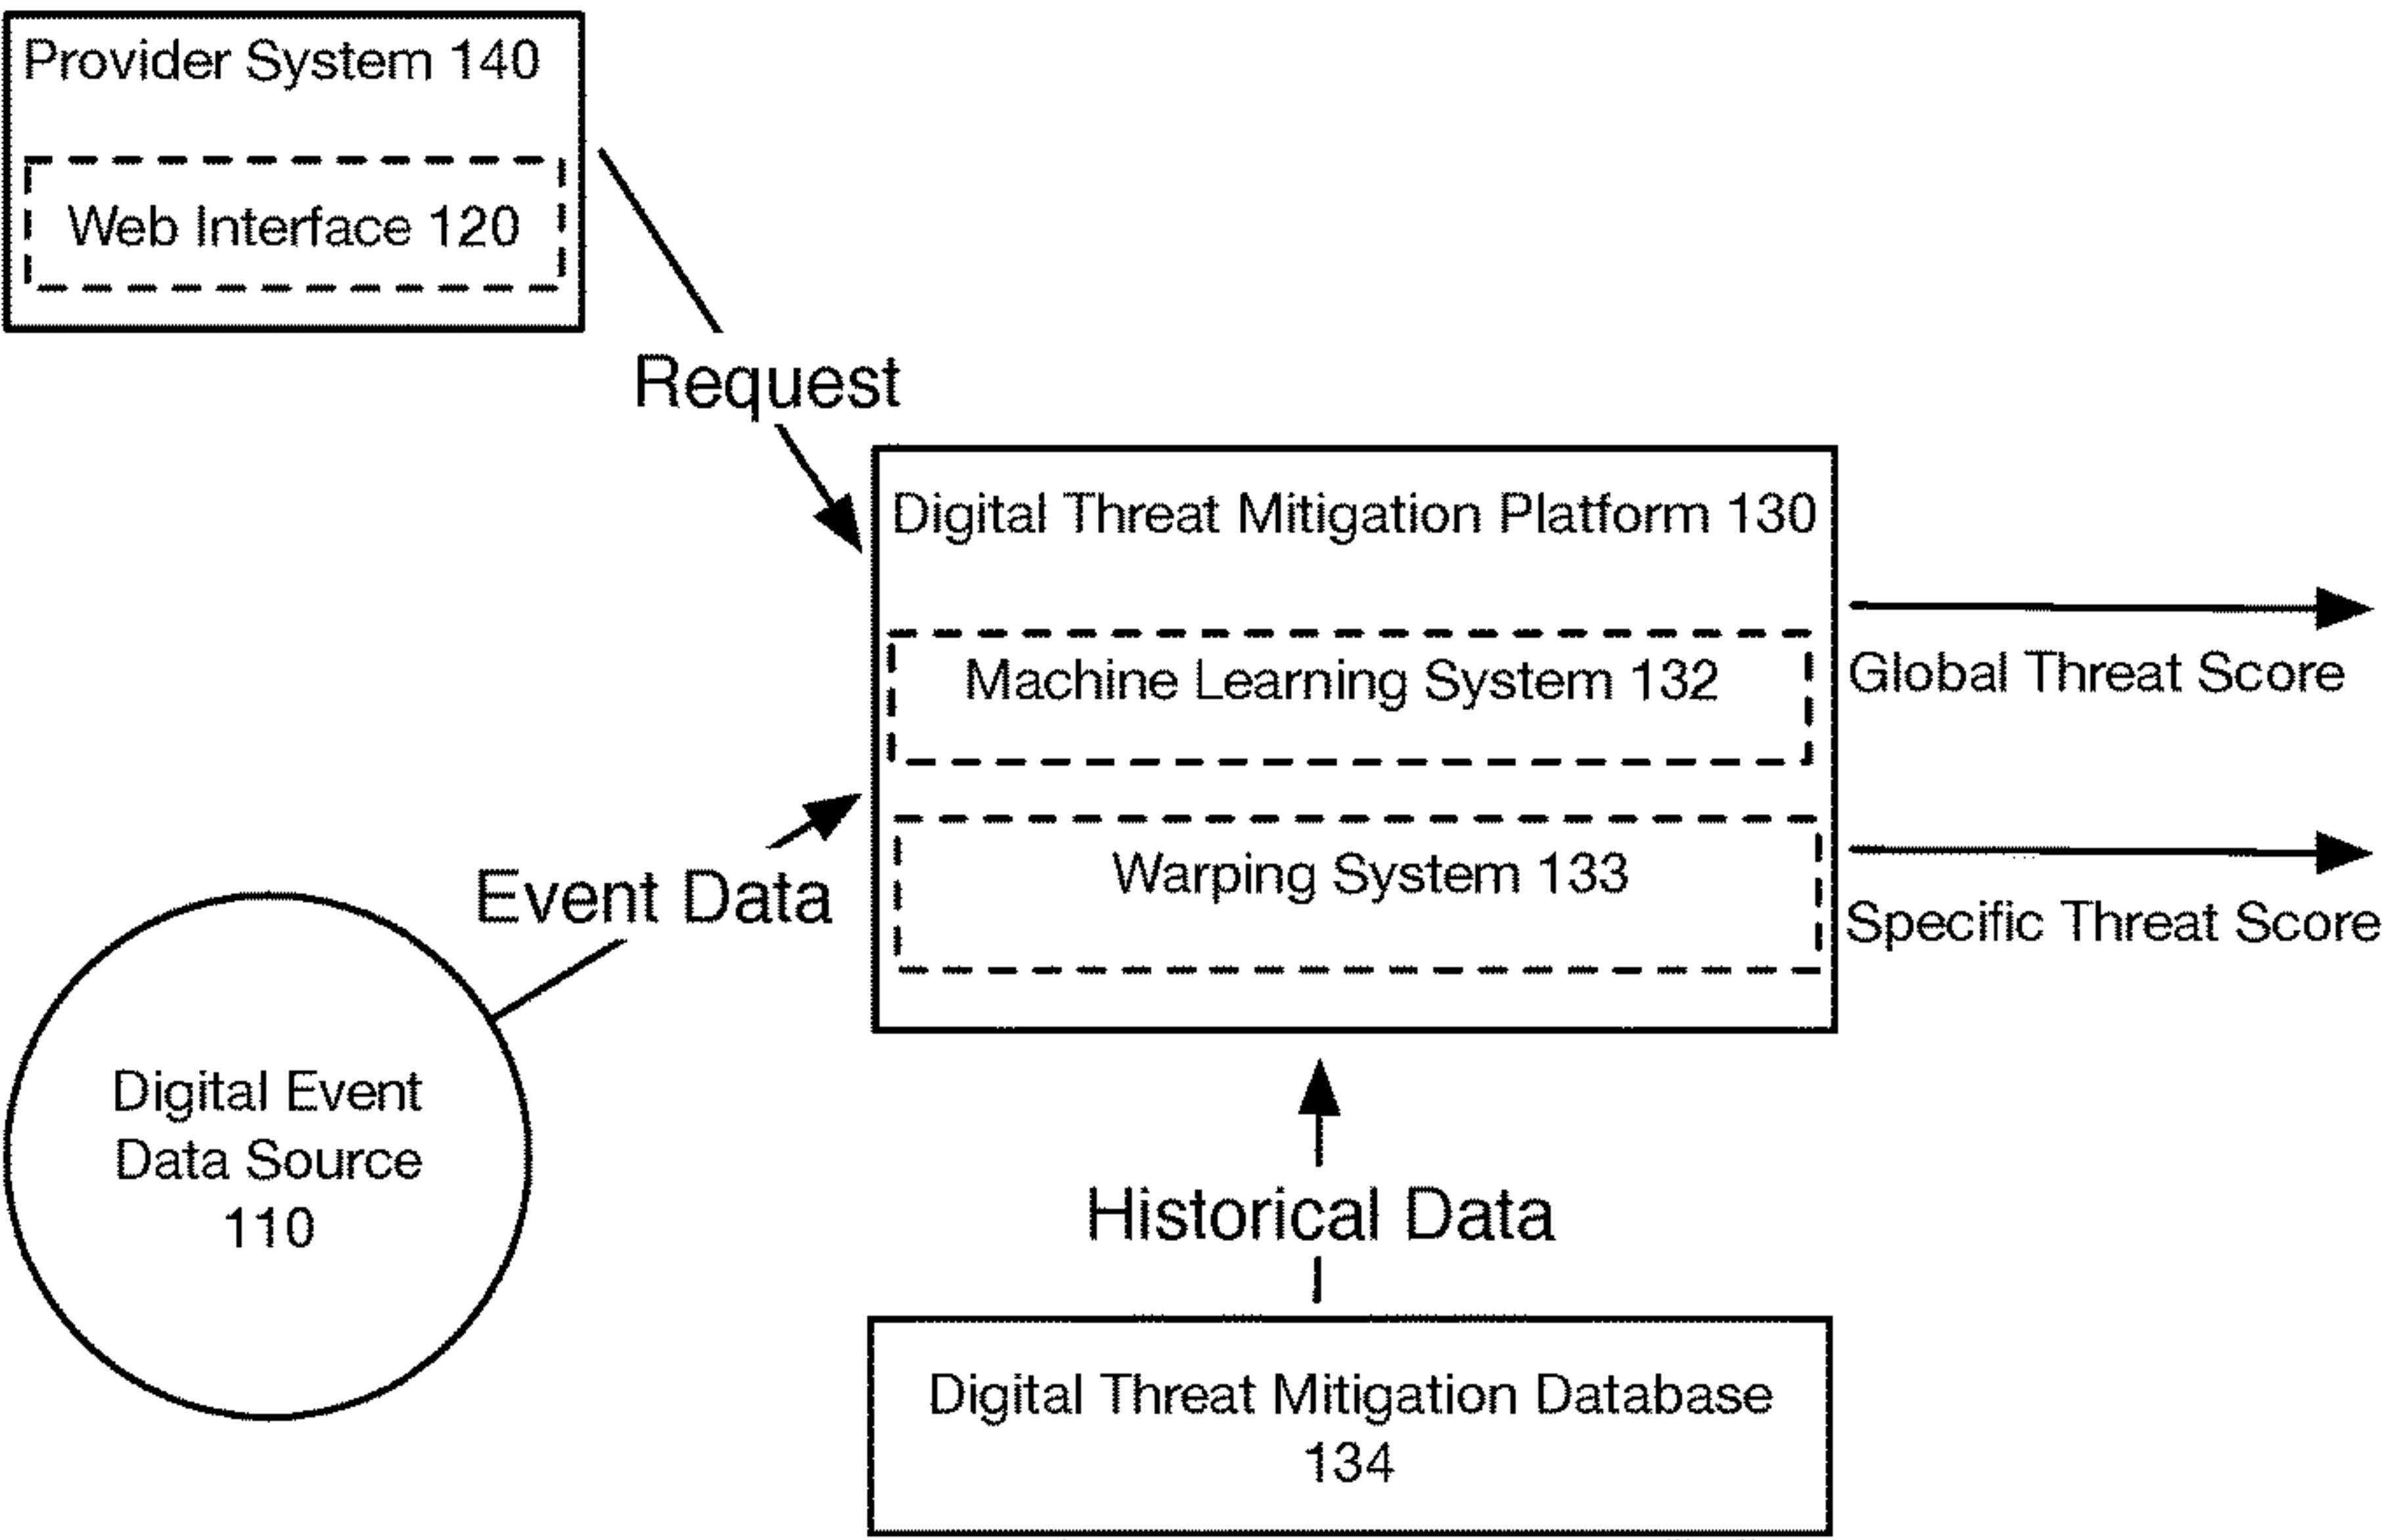 Provider System 140
Web Interface 120
Request
Digital Threat Mitigation Platform 130
Machine Learning System 132
Global Threat Score
Warping System 133
Specific Threat Score
Event Data
Digital Event
Data Source
110
Historical Data
Digital Threat Mitigation Database
134